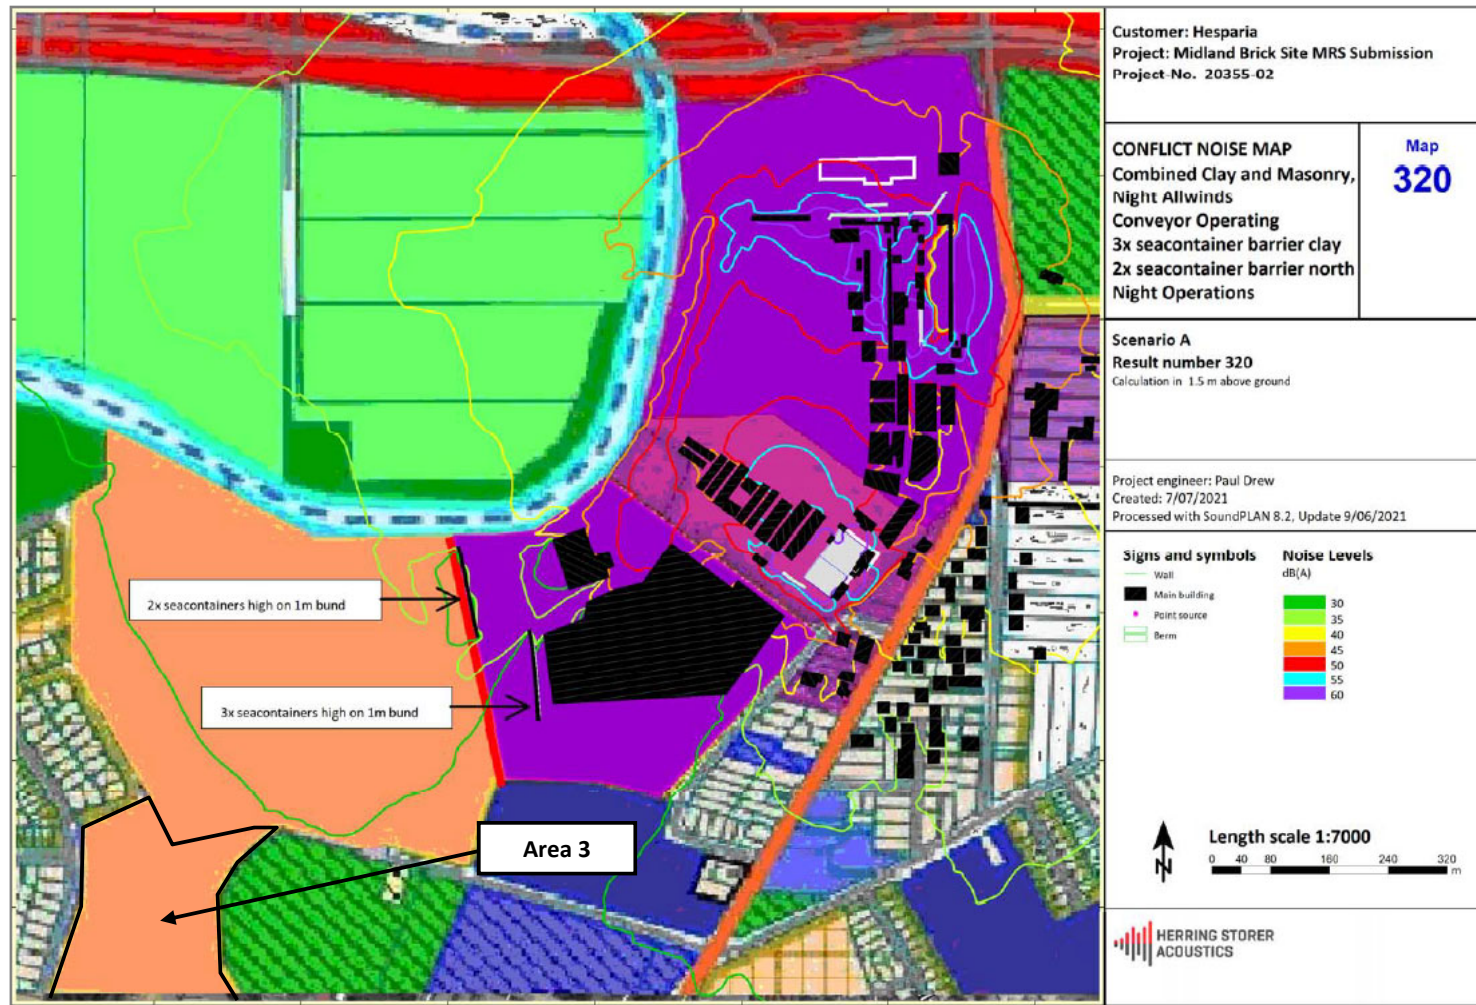 Customer: Hesparia
Project: Midland Brick Site MRS Submission
Project-No. 20355-02
CONFLICT NOISE MAP
Combined Clay and Masonry,
Night Allwinds
Conveyor Operating
3x seacontainer barrier clay
2x seacontainer barrier north
Night Operations
Map
320
Scenario A
Result number 320
Calculation in 1.5 m above ground
Project engineer: Paul Drew
Created: 7/07/2021
Processed with SoundPLAN 8.2, Update 9/06/2021
Signs and symbols
Wall
Main building
Point source
Berm
Noise Levels
dB(A)
30
35
40
45
50
55
60
2x seacontainers high on 1m bund
3x seacontainers high on 1m bund
Area 3
N
Length scale 1:7000
0 40 80 160 240 320
m
HERRING STORER
ACOUSTICS